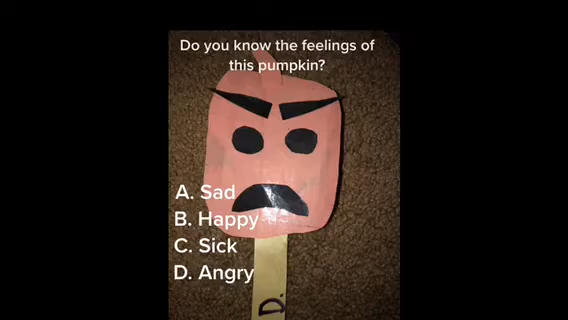 Do you know the feelings of
this pumpkin?
A. Sad
B. Happy
C. Sick
D. Angry
D.